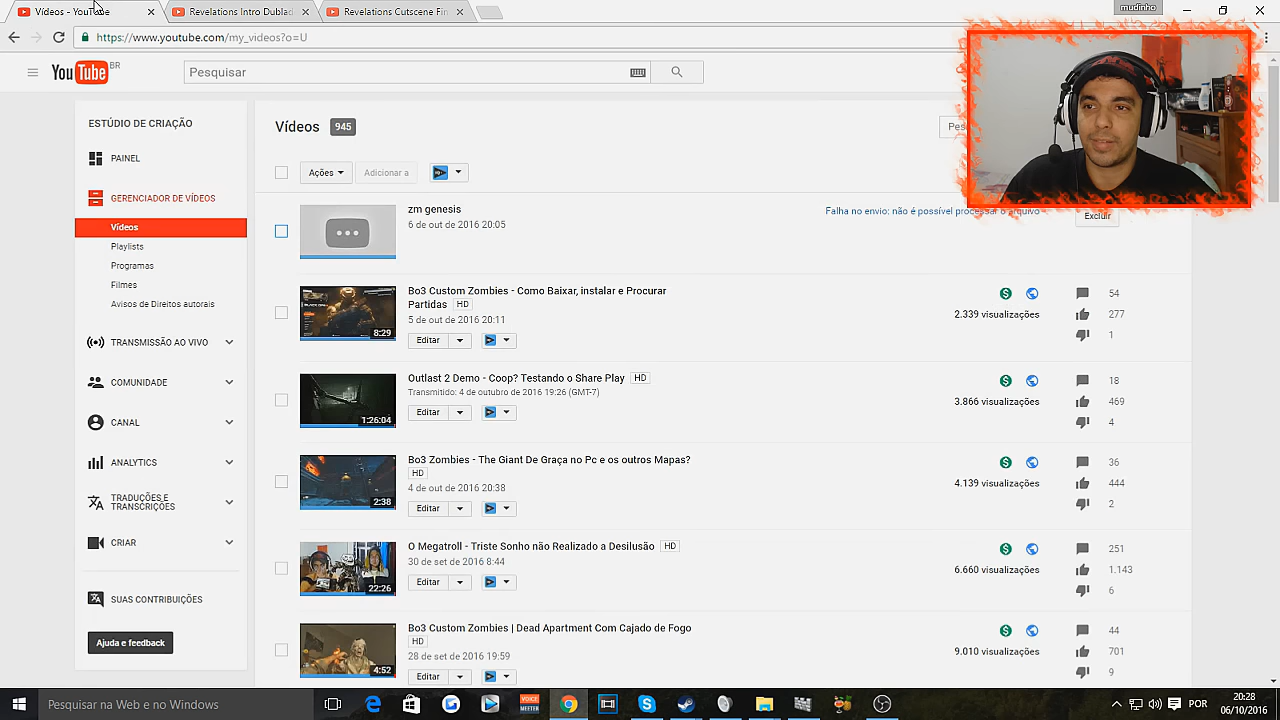 Vídeos - YouTube
Revelations Intro Dublad
Revelations Cutscene Fin
mudinho
https://www.youtube.com/my_videos?o=U
YouTube BR
Pesquisar
ESTÚDIO DE CRIAÇÃO
PAINEL
GERENCIADOR DE VÍDEOS
Vídeos
Playlists
Programas
Filmes
Avisos de Direitos autorais
TRANSMISSÃO AO VIVO
COMUNIDADE
CANAL
ANALYTICS
TRADUÇÕES E
TRANSCRIÇÕES
CRIAR
SUAS CONTRIBUIÇÕES
Ajuda e feedback
Vídeos 945
Pes
Ações
Adicionar a
zm genesis
6 de out de 2016 20:05
Falha no envio: não é possível processar o arquivo
Excluir
Bo3 Custom Zombies - Como Baixar, instalar e Procurar
Partidas HD
5 de out de 2016 20:11
8:29
Editar
2.339 visualizações
54
277
1
Outlast 2 Demo - Coop? Testando o Share Play HD
Transmitido: 4 de outubro de 2016 19:26 (GMT-7)
1:26:04
Editar
3.866 visualizações
18
469
4
Bo3 Zombies - The Giant De Graça no Pc e os outros Mapas?
HD
4 de out de 2016 20:38
2:38
Editar
4.139 visualizações
36
444
2
O Megatroll - Triste Sonho não Realizado a Desilusão HD
30 de set de 2016 8:44
22:26
Editar
6.660 visualizações
251
1.143
6
Bo3 Custom Zombies | Dead Apartment Com Cajado de Fogo
HD
28 de set de 2016 19:59
4:52
Editar
9.010 visualizações
44
701
9
Pesquisar na Web e no Windows
VOICE
MEETER
POR
20:28
06/10/2016